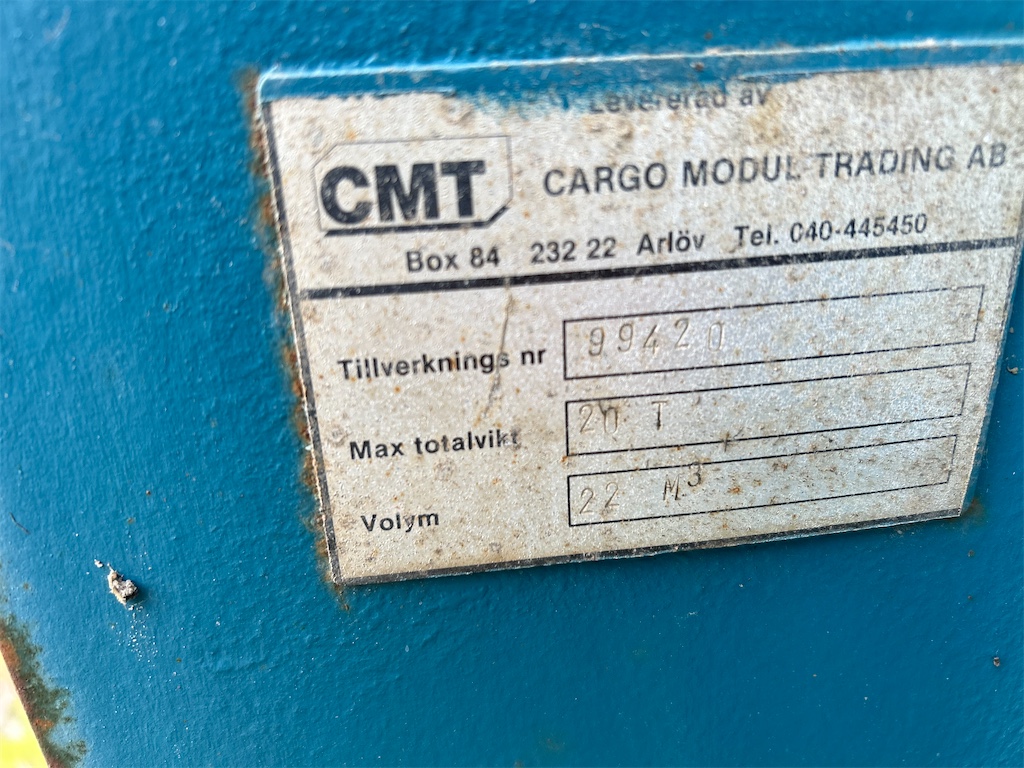 Levererad av
CMT
CARGO MODUL TRADING AB
Box 84 232 22 Arlöv Tel. 040-445450
Tillverknings nr 99420
Max totalvikt 20 T
Volym 22 M³